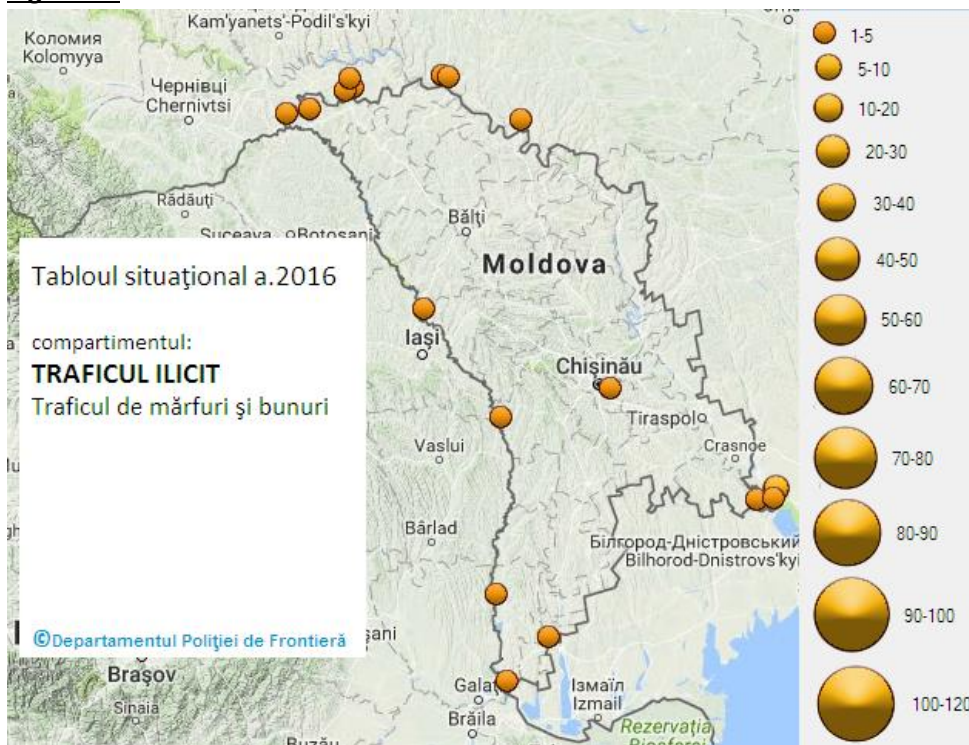 Kam'yanets'-Podil's'kyi
Коломия
Kolomyya
Чернівці
Chernivtsi
Rădăuți
Suceava
Botoșani
Bălți
Moldova
Iași
Chișinău
Tiraspol
Vaslui
Crasnoe
Bârlad
Білгород-Дністровський
Bilhorod-Dnistrovs'kyi
Brașov
Sinaia
Galaț
Ізмаїл
Izmail
Brăila
Buzău
Rezervația
Tabloul situaţional a.2016
compartimentul:
TRAFICUL ILICIT
Traficul de mărfuri şi bunuri
©Departamentul Poliţiei de Frontieră
1-5
5-10
10-20
20-30
30-40
40-50
50-60
60-70
70-80
80-90
90-100
100-120